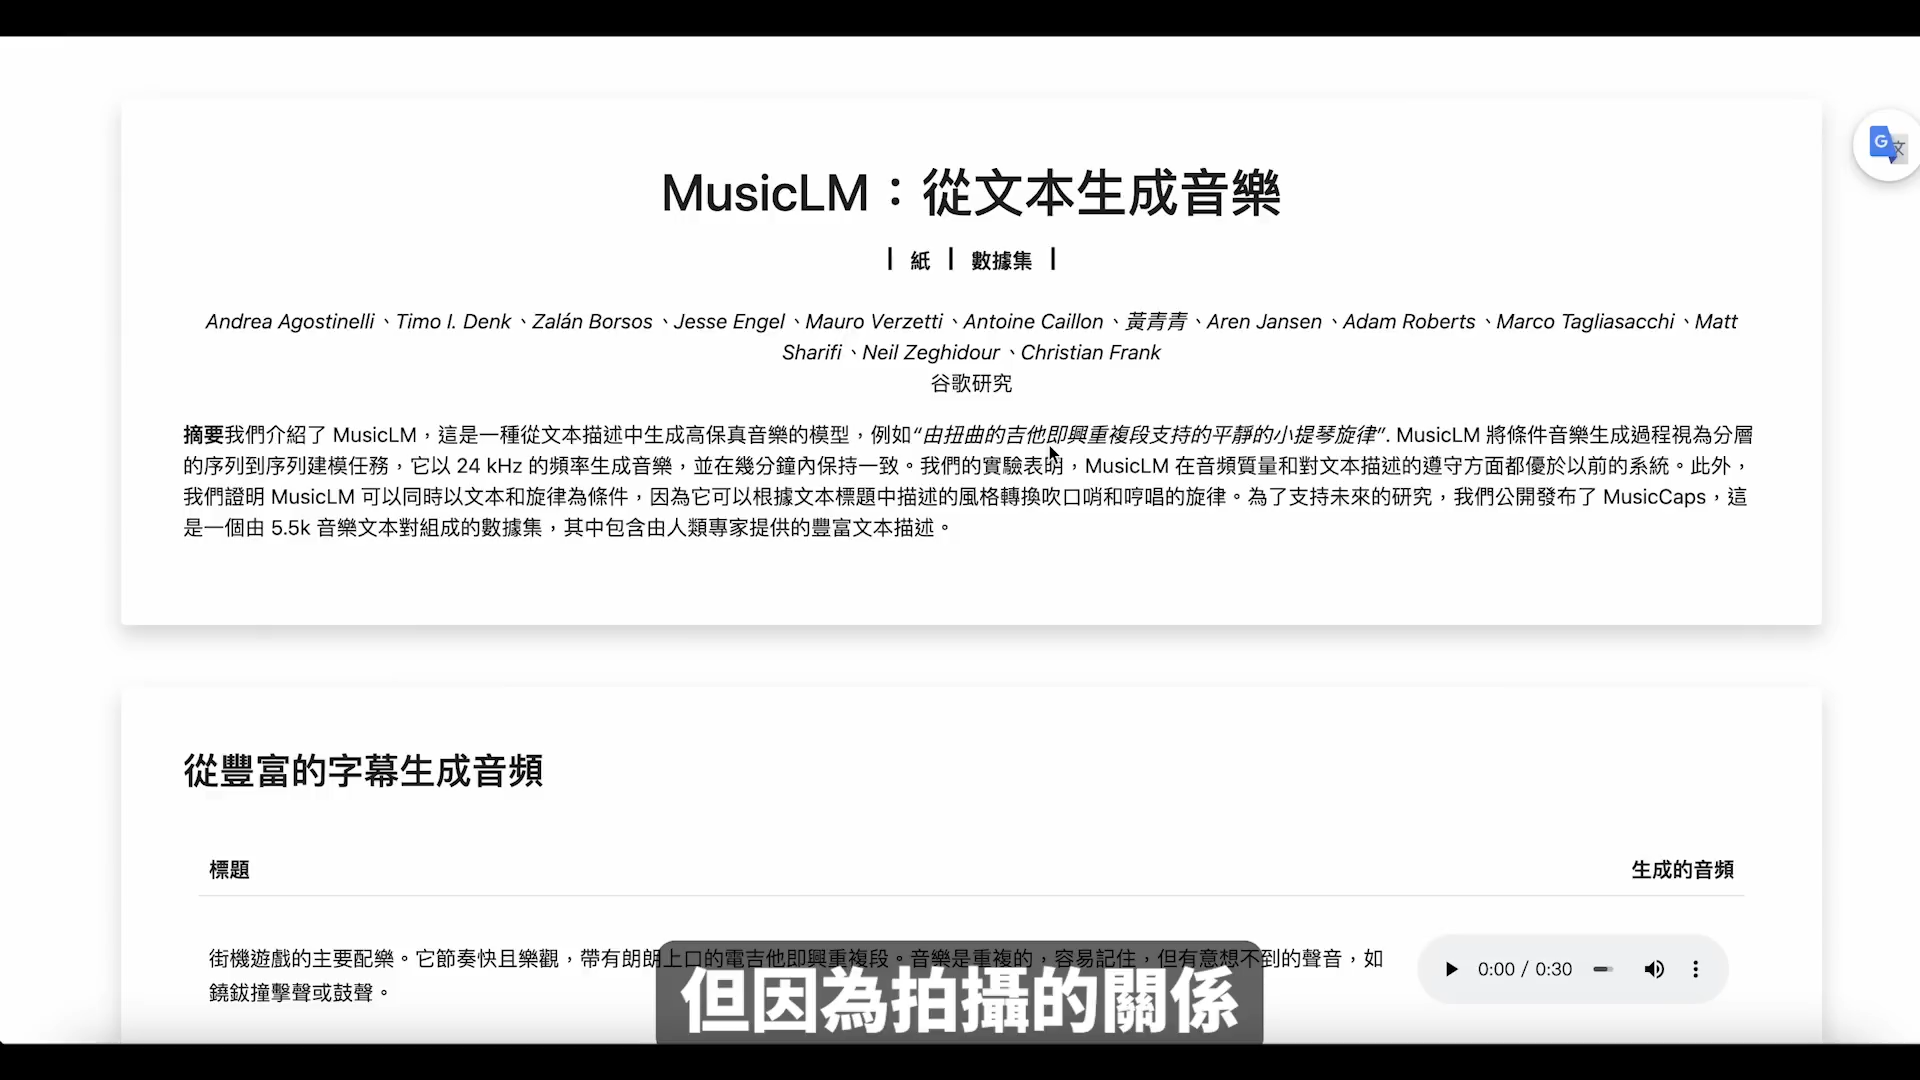 MusicLM：從文本生成音樂
| 紙 | 數據集 |
Andrea Agostinelli、Timo I. Denk、Zalán Borsos、Jesse Engel、Mauro Verzetti、Antoine Caillon、黃青青、Aren Jansen、Adam Roberts、Marco Tagliasacchi、Matt
Sharifi、Neil Zeghidour、Christian Frank
谷歌研究
摘要我們介紹了 MusicLM，這是一種從文本描述中生成高保真音樂的模型，例如“由扭曲的吉他即興重複段支持的平靜的小提琴旋律”. MusicLM 將條件音樂生成過程視為分層
的序列到序列建模任務，它以 24 kHz 的頻率生成音樂，並在幾分鐘內保持一致。我們的實驗表明，MusicLM 在音頻質量和對文本描述的遵守方面都優於以前的系統。此外，
我們證明 MusicLM 可以同時以文本和旋律為條件，因為它可以根據文本標題中描述的風格轉換吹口哨和哼唱的旋律。為了支持未來的研究，我們公開發布了 MusicCaps，這
是一個由 5.5k 音樂文本對組成的數據集，其中包含由人類專家提供的豐富文本描述。
從豐富的字幕生成音頻
標題 生成的音頻
街機遊戲的主要配樂。它節奏快且樂觀，帶有朗朗上口的電吉他即興重複段。音樂是重複的，容易記住，但有意想不到的聲音，如
鐃鈸撞擊聲或鼓聲。
0:00 / 0:30
但因為拍攝的關係